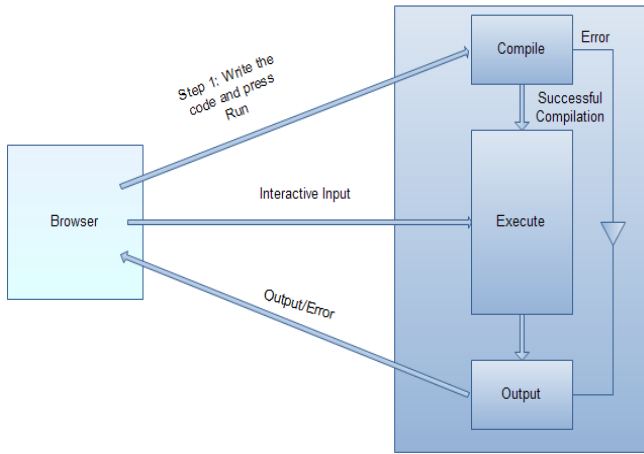 Compile
Error
Step 1: Write the
code and press
Run
Successful
Compilation
Browser
Interactive Input
Execute
Output/Error
Output